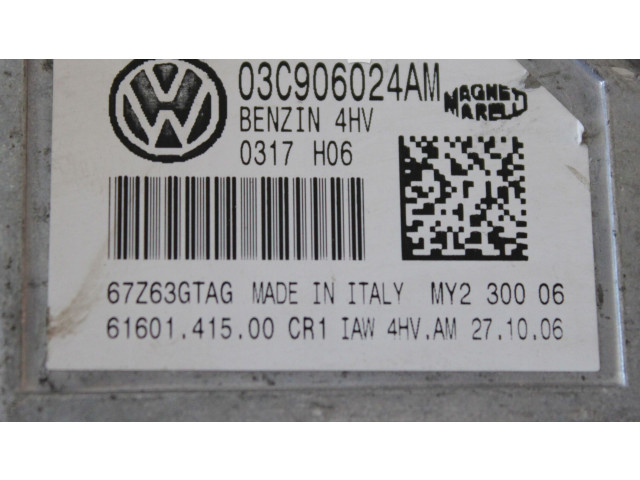 03C906024AM
MAGNETI
MARELLI
BENZIN 4HV
0317 H06
67Z63GTAG MADE IN ITALY MY2 300 06
61601.415.00 CR1 IAW 4HV.AM 27.10.06